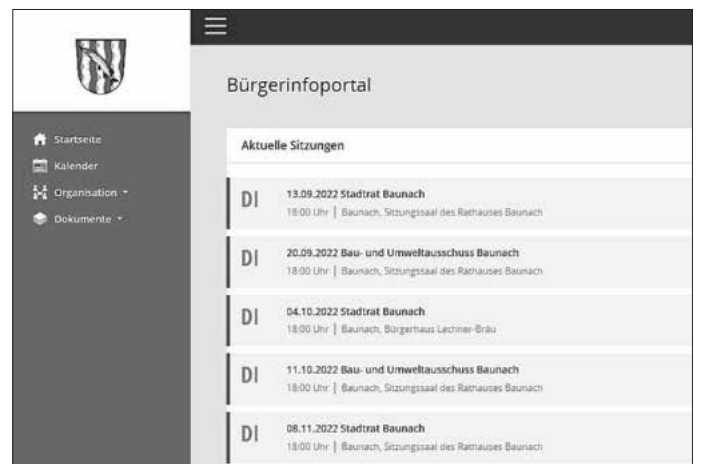 Bürgerinfoportal
Startseite
Kalender
Organisation
Dokumente
Aktuelle Sitzungen
DI
13.09.2022 Stadtrat Baunach
18:00 Uhr | Baunach, Sitzungssaal des Rathauses Baunach
DI
20.09.2022 Bau- und Umweltausschuss Baunach
18:00 Uhr | Baunach, Sitzungssaal des Rathauses Baunach
DI
04.10.2022 Stadtrat Baunach
18:00 Uhr | Baunach, Bürgerhaus Lechner-Bräu
DI
11.10.2022 Bau- und Umweltausschuss Baunach
18:00 Uhr | Baunach, Sitzungssaal des Rathauses Baunach
DI
08.11.2022 Stadtrat Baunach
18:00 Uhr | Baunach, Sitzungssaal des Rathauses Baunach